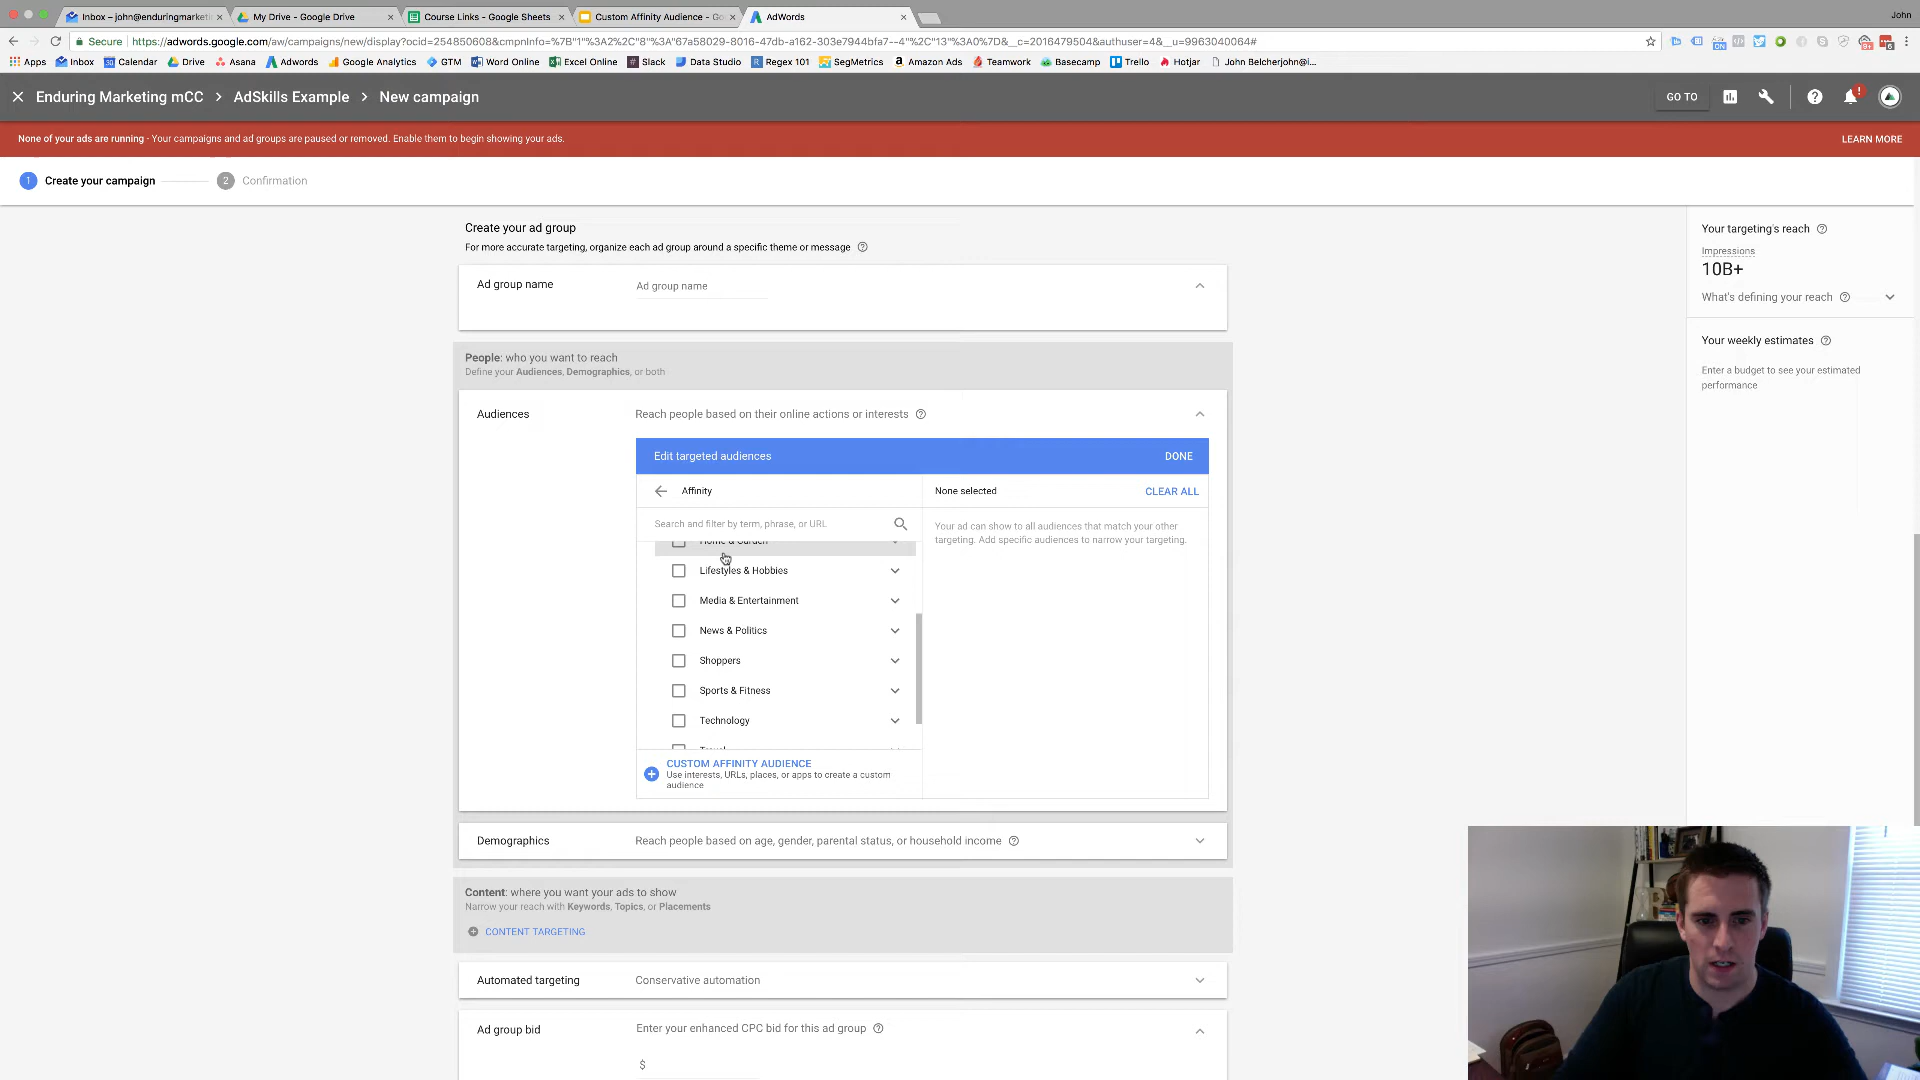 Inbox – john@enduringmarketi
My Drive - Google Drive
Course Links - Google Sheets
Custom Affinity Audience - Go
AdWords
John
Secure
https://adwords.google.com/aw/campaigns/new/display?ocid=254850608&cmpnInfo=%7B"1"%3A2%2C"8"%3A"67a58029-8016-47db-a162-303e7944bfa7--4"%2C"13"%3A0%7D&__c=2016479504&authuser=4&__u=9963040064#
Apps
Inbox
Calendar
Drive
Asana
Adwords
Google Analytics
GTM
Word Online
Excel Online
Slack
Data Studio
Regex 101
SegMetrics
Amazon Ads
Teamwork
Basecamp
Trello
Hotjar
John Belcherjohn@i...
Enduring Marketing mCC > AdSkills Example > New campaign
GO TO
None of your ads are running - Your campaigns and ad groups are paused or removed. Enable them to begin showing your ads.
LEARN MORE
1 Create your campaign
2 Confirmation
Create your ad group
For more accurate targeting, organize each ad group around a specific theme or message
Ad group name
Ad group name
People: who you want to reach
Define your Audiences, Demographics, or both
Audiences
Reach people based on their online actions or interests
Edit targeted audiences
DONE
Affinity
None selected
CLEAR ALL
Search and filter by term, phrase, or URL
Your ad can show to all audiences that match your other
targeting. Add specific audiences to narrow your targeting.
Home & Garden
Lifestyles & Hobbies
Media & Entertainment
News & Politics
Shoppers
Sports & Fitness
Technology
Travel
CUSTOM AFFINITY AUDIENCE
Use interests, URLs, places, or apps to create a custom
audience
Demographics
Reach people based on age, gender, parental status, or household income
Content: where you want your ads to show
Narrow your reach with Keywords, Topics, or Placements
CONTENT TARGETING
Automated targeting
Conservative automation
Ad group bid
Enter your enhanced CPC bid for this ad group
$
Your targeting's reach
Impressions
10B+
What's defining your reach
Your weekly estimates
Enter a budget to see your estimated
performance